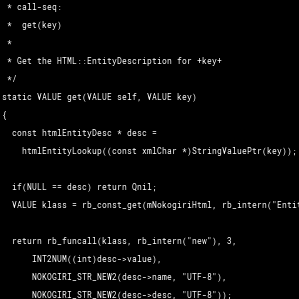 * call-seq:
*  get(key)
*
* Get the HTML::EntityDescription for +key+
*/
static VALUE get(VALUE self, VALUE key)
{
const htmlEntityDesc * desc =
htmlEntityLookup((const xmlChar *)StringValuePtr(key));
if(NULL == desc) return Qnil;
VALUE klass = rb_const_get(mNokogiriHtml, rb_intern("Entit
return rb_funcall(klass, rb_intern("new"), 3,
INT2NUM((int)desc->value),
NOKOGIRI_STR_NEW2(desc->name, "UTF-8"),
NOKOGIRI_STR_NEW2(desc->desc, "UTF-8"));